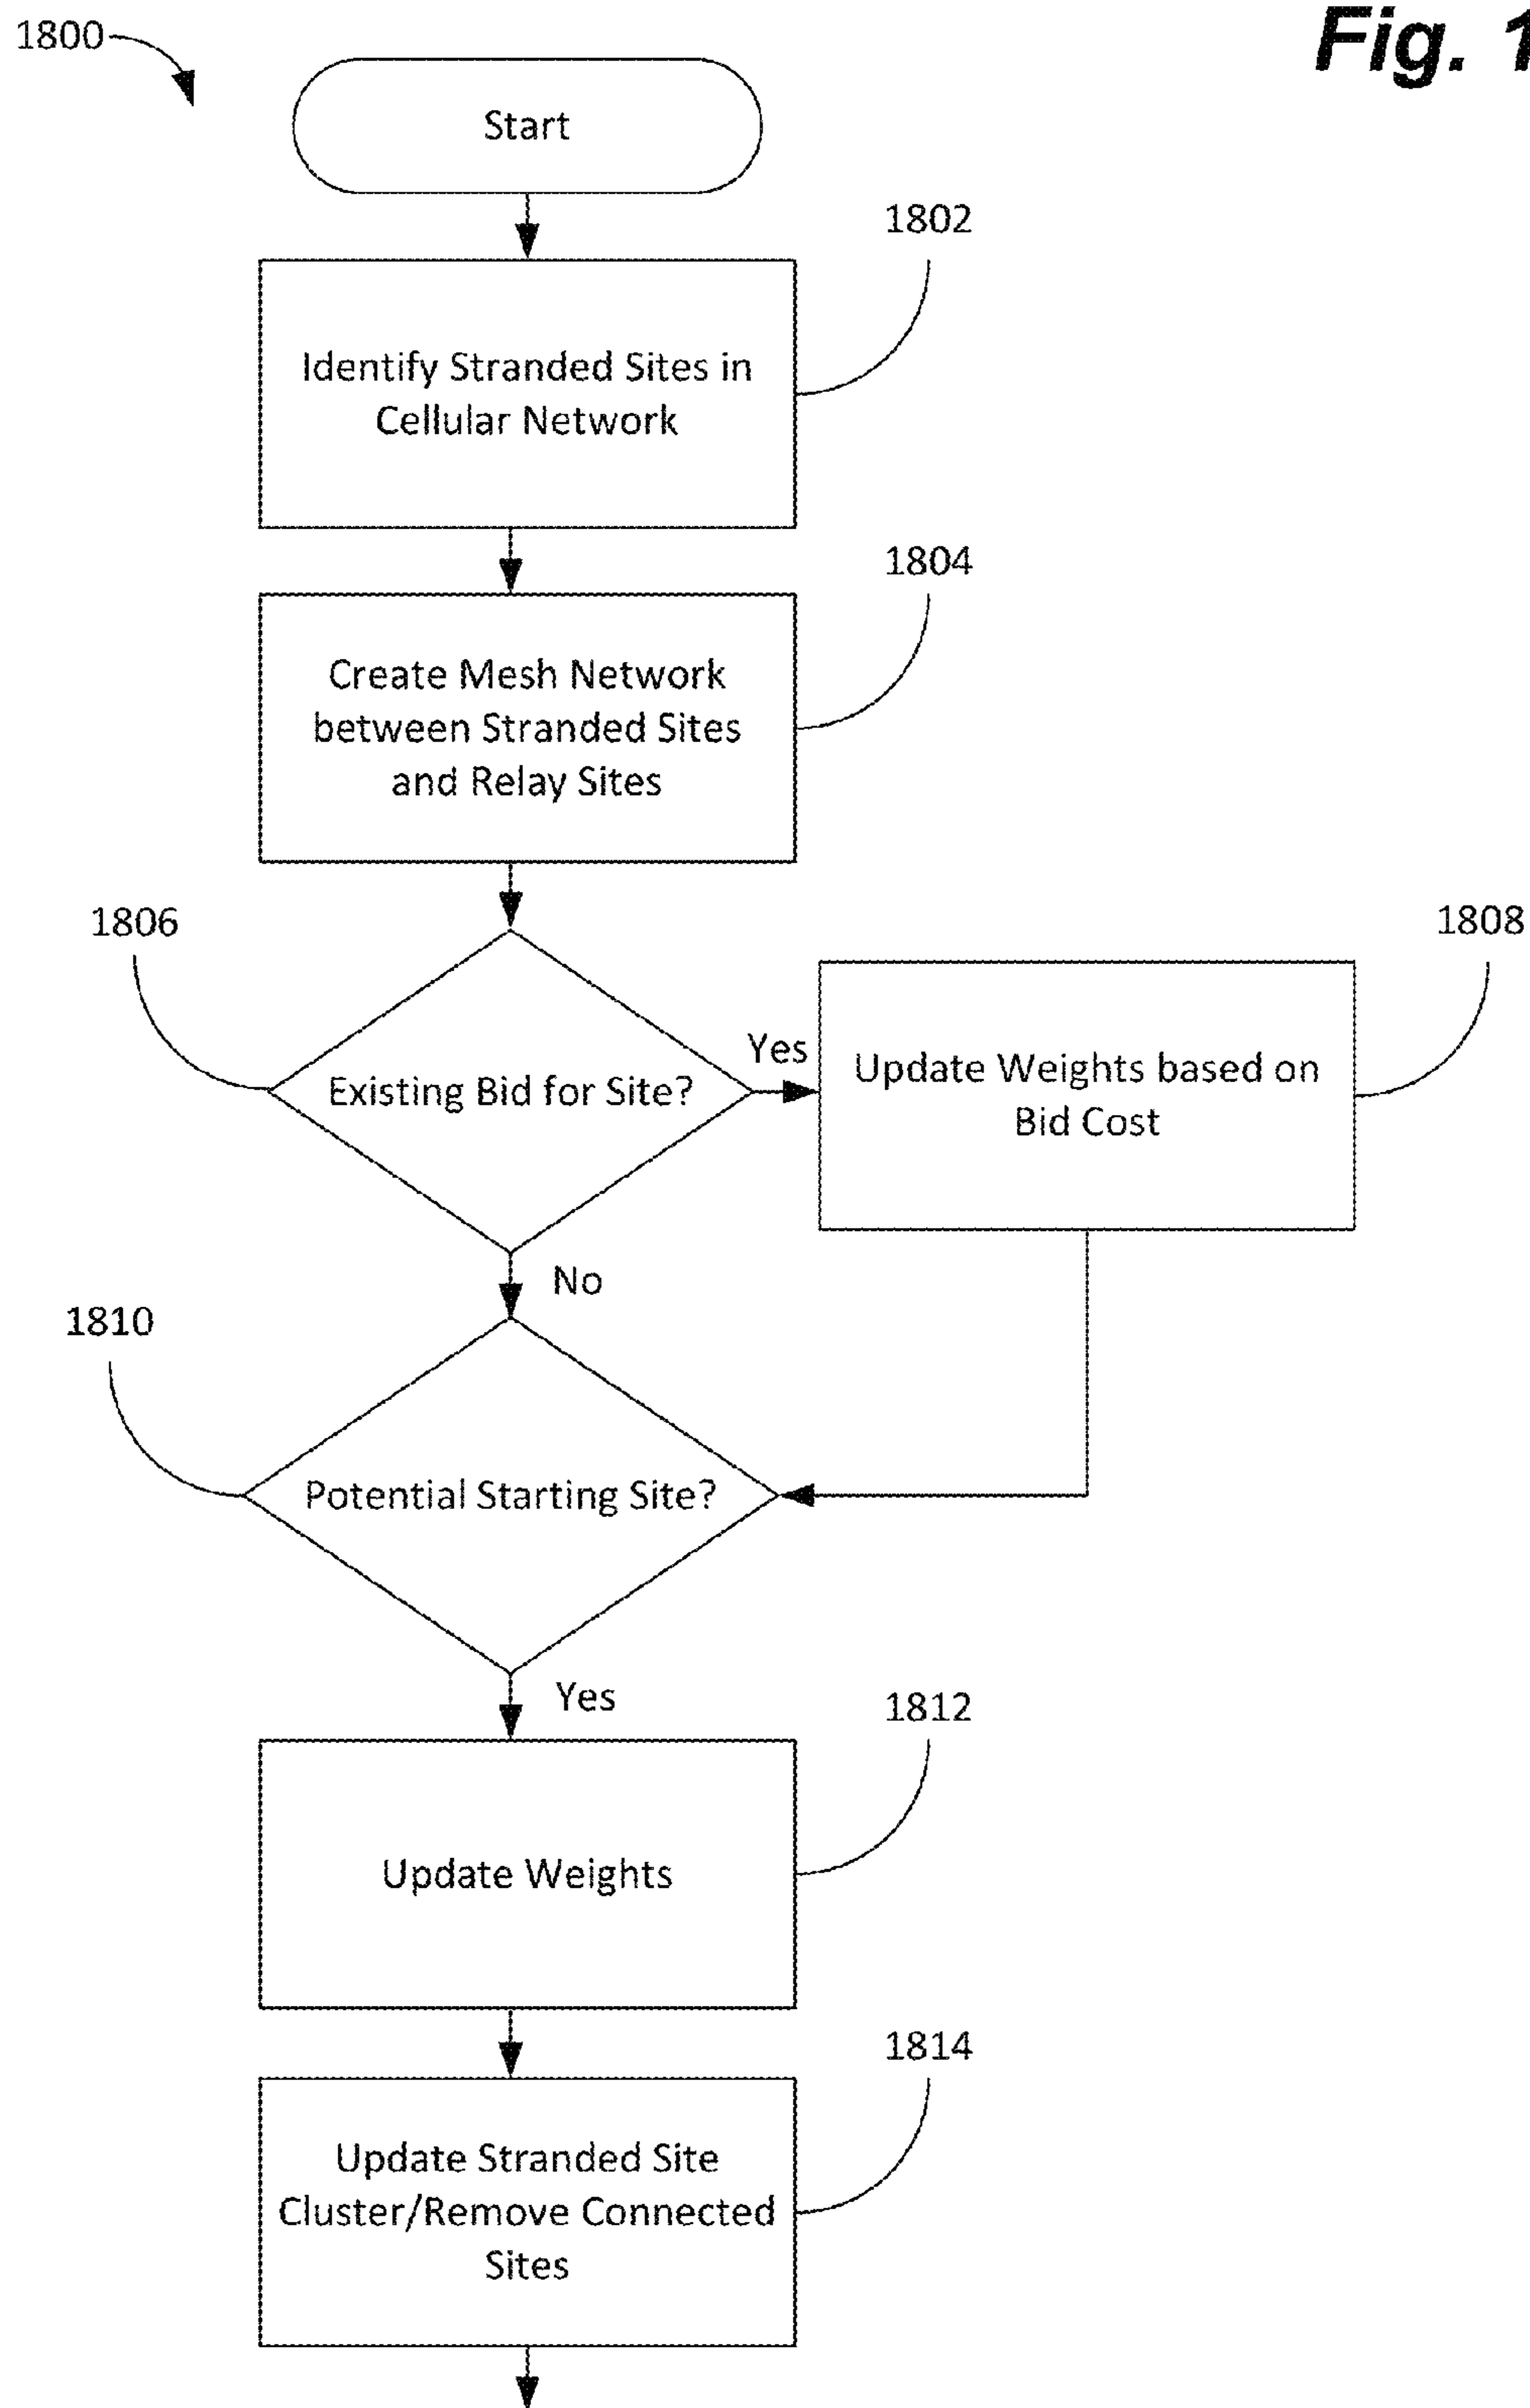 Fig. 1
1800
Start
1802
Identify Stranded Sites in
Cellular Network
1804
Create Mesh Network
between Stranded Sites
and Relay Sites
1806
1808
Existing Bid for Site?
Yes
Update Weights based on
Bid Cost
No
1810
Potential Starting Site?
Yes
1812
Update Weights
1814
Update Stranded Site
Cluster/Remove Connected
Sites